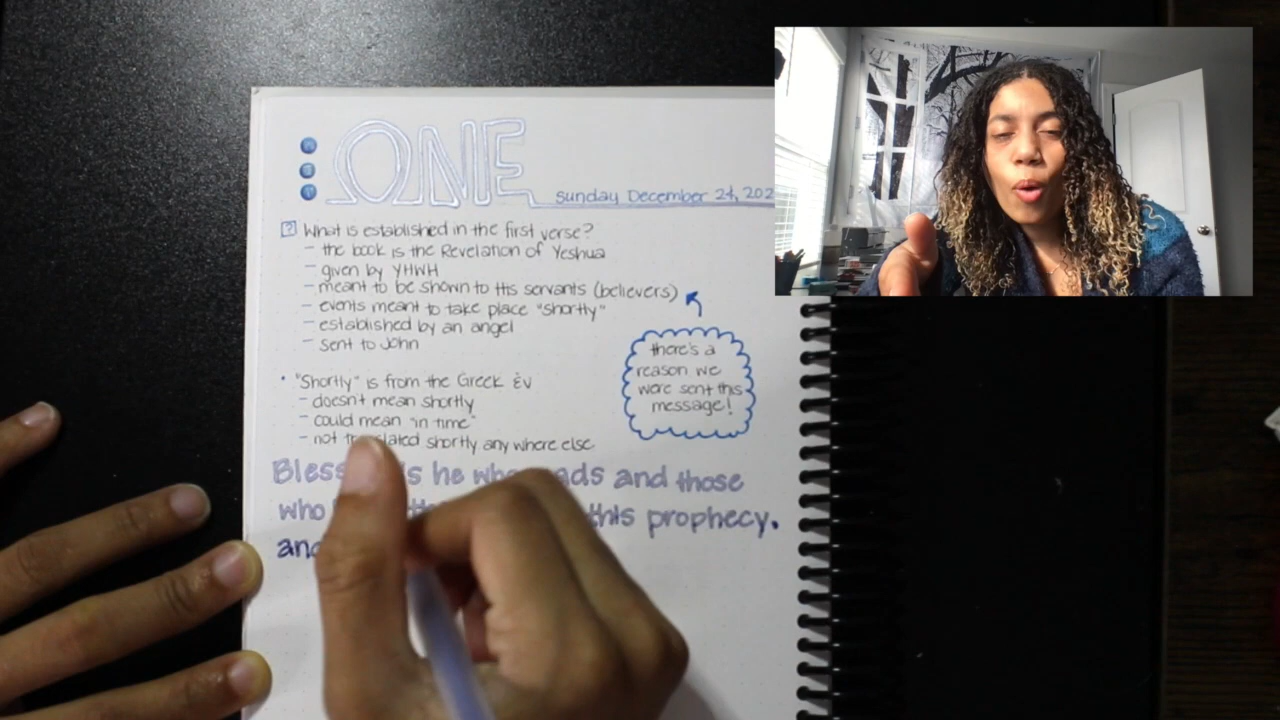 ONE
sunday December 24, 202
? What is established in the first verse?
- the book is the Revelation of Yeshua
- given by YHWH
- meant to be shown to His servants (believers)
- events meant to take place "shortly"
- established by an angel
- sent to John
there's a
reason we
were sent this
message!
• "Shortly" is from the Greek ἐν
- doesn't mean shortly
- could mean "in time"
- not translated shortly any where else
is he and those
who this prophecy.